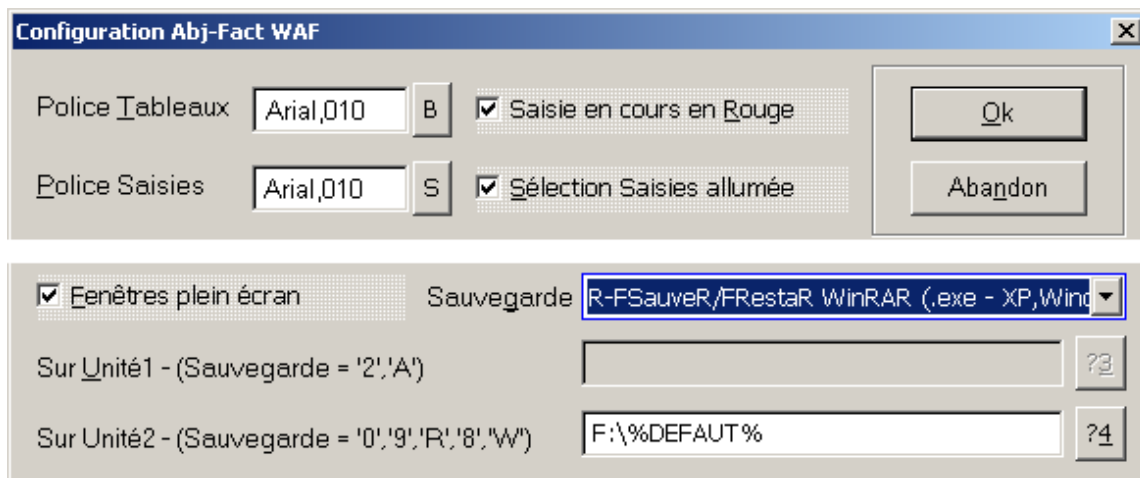 Configuration Abj-Fact WAF
Police Tableaux Arial,010 B Saisie en cours en Rouge Ok
Police Saisies Arial,010 S Sélection Saisies allumée Abandon
Fenêtres plein écran Sauvegarde R-FSauveR/FRestaR WinRAR (.exe - XP,Wind
Sur Unité1 - (Sauvegarde = '2','A') ?3
Sur Unité2 - (Sauvegarde = '0','9','R','8','W') F:\%DEFAUT% ?4